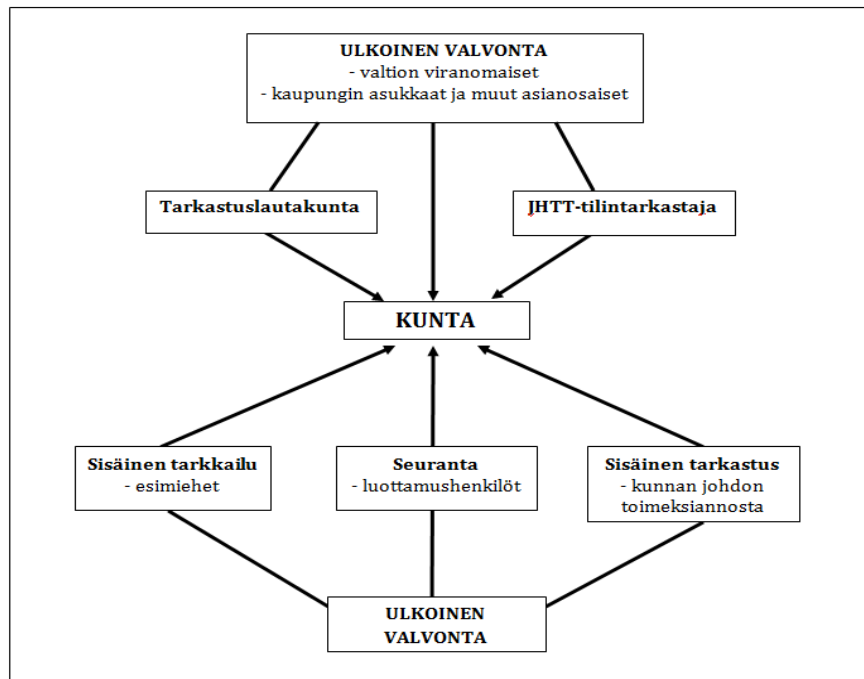 ULKOINEN VALVONTA
- valtion viranomaiset
- kaupungin asukkaat ja muut asianosaiset
Tarkastuslautakunta
JHTT-tilintarkastaja
KUNTA
Sisäinen tarkkailu
- esimiehet
Seuranta
- luottamushenkilöt
Sisäinen tarkastus
- kunnan johdon
toimeksiannosta
ULKOINEN
VALVONTA